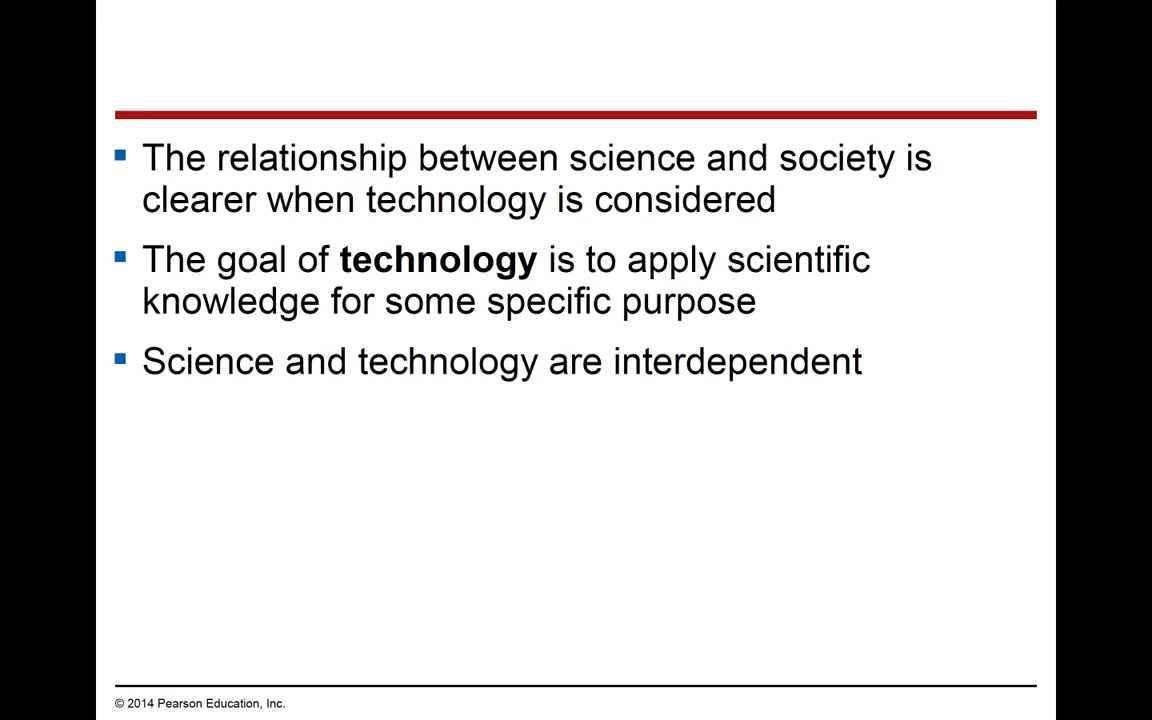 The relationship between science and society is
clearer when technology is considered
The goal of technology is to apply scientific
knowledge for some specific purpose
Science and technology are interdependent
© 2014 Pearson Education, Inc.